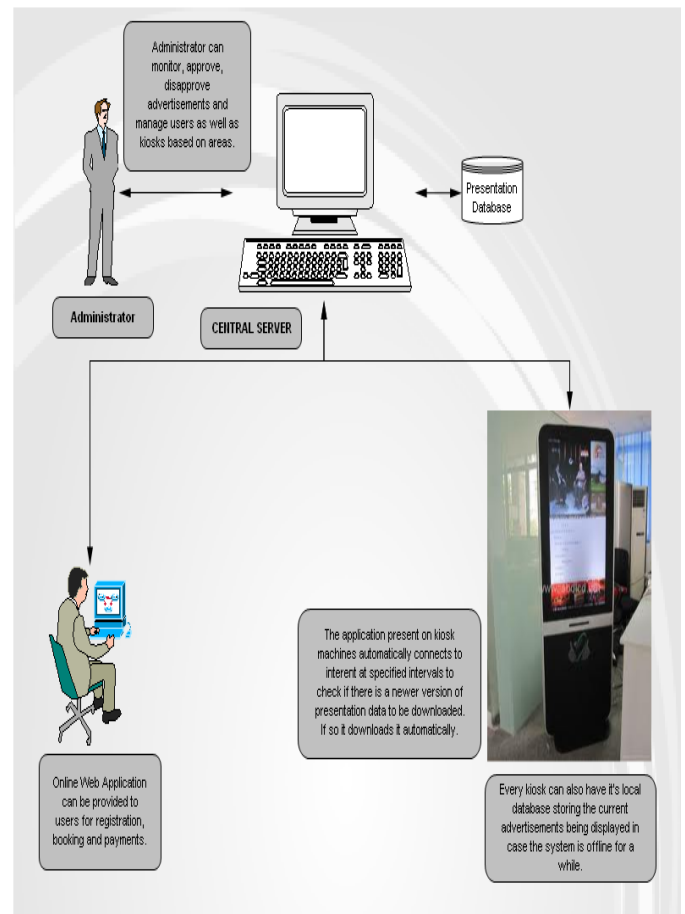 Administrator can
monitor, approve,
disapprove
advertisements and
manage users as well as
kiosks based on areas.
Presentation
Database
Administrator
CENTRAL SERVER
The application present on kiosk
machines automatically connects to
interent at specified intervals to
check if there is a newer version of
presentation data to be downloaded.
If so it downloads it automatically.
Online Web Application
can be provided to
users for registration,
booking and payments.
Every kiosk can also have it's local
database storing the current
advertisements being displayed in
case the system is offline for a
while.